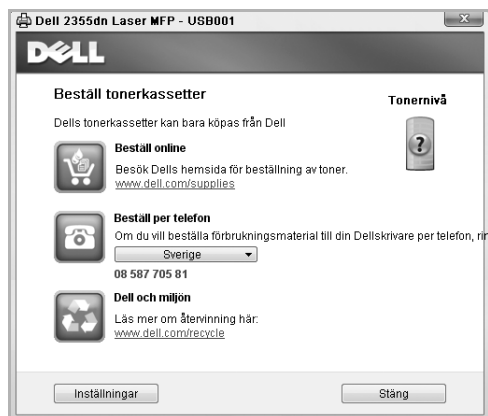 Dell 2355dn Laser MFP - USB001
DELL
Beställ tonerkassetter
Tonernivå
Dells tonerkassetter kan bara köpas från Dell
?
Beställ online
Besök Dells hemsida för beställning av toner.
www.dell.com/supplies
Beställ per telefon
Om du vill beställa förbrukningsmaterial till din Dellskrivare per telefon, rin
Sverige
08 587 705 81
Dell och miljön
Läs mer om återvinning här:
www.dell.com/recycle
Inställningar
Stäng